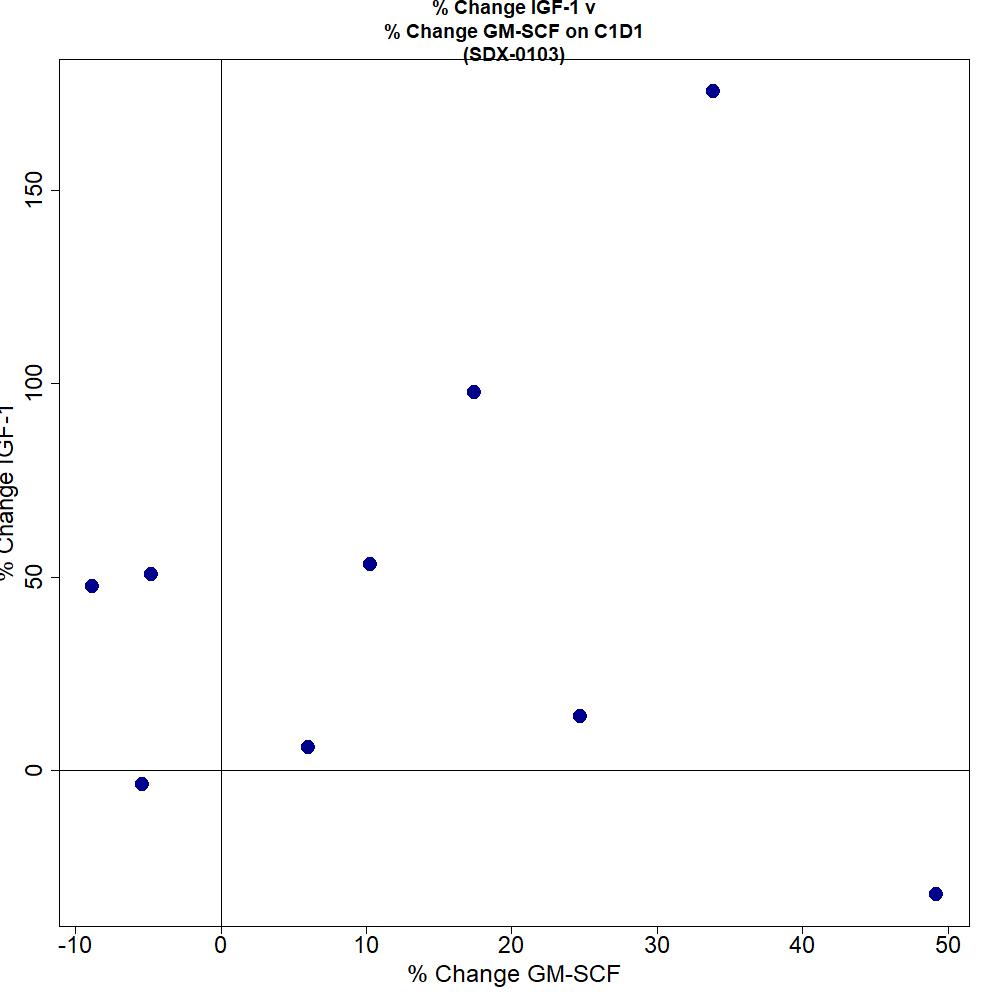 % Change IGF-1 v
% Change GM-SCF on C1D1
(SDX-0103)
% Change IGF-1
150
100
50
0
-10 0 10 20 30 40 50
% Change GM-SCF